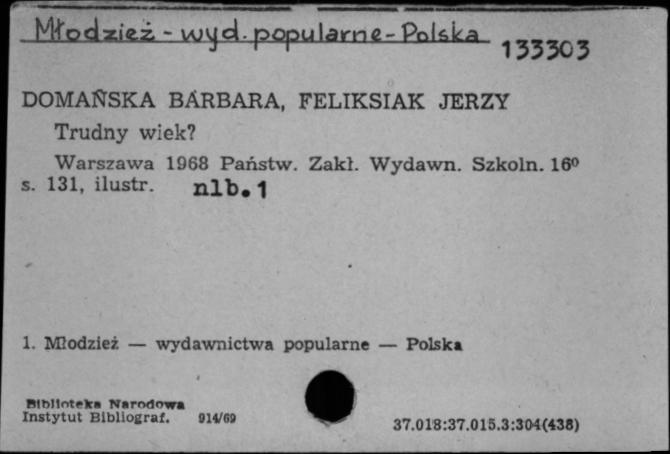 Młodzież - wyd. popularne - Polska
133303
DOMAŃSKA BARBARA, FELIKSIAK JERZY
Trudny wiek?
Warszawa 1968 Państw. Zakł. Wydawn. Szkoln. 16º
s. 131, ilustr. nlb. 1
1. Młodzież — wydawnictwa popularne — Polska
Biblioteka Narodowa
Instytut Bibliograf. 914/69
37.018:37.015.3:304(438)